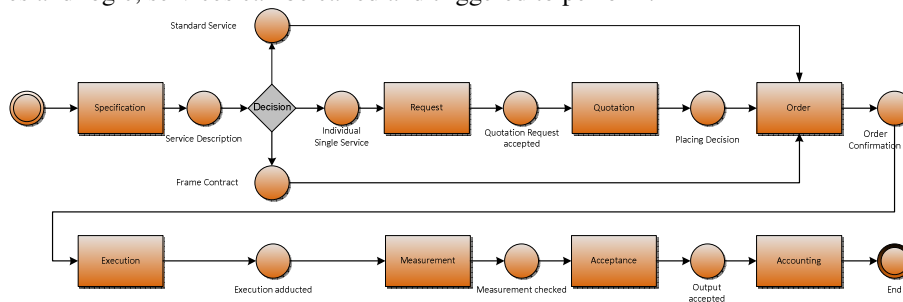 Standard Service
Specification
Service Description
Decision
Individual
Single Service
Request
Quotation Request
accepted
Quotation
Placing Decision
Order
Order
Confirmation
Frame Contract
Execution
Execution adducted
Measurement
Measurement checked
Acceptance
Output
accepted
Accounting
End